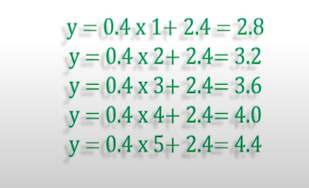 y = 0.4 x 1+ 2.4 = 2.8
y = 0.4 x 2+ 2.4= 3.2
y = 0.4 x 3+ 2.4= 3.6
y = 0.4 x 4+ 2.4= 4.0
y = 0.4 x 5+ 2.4= 4.4